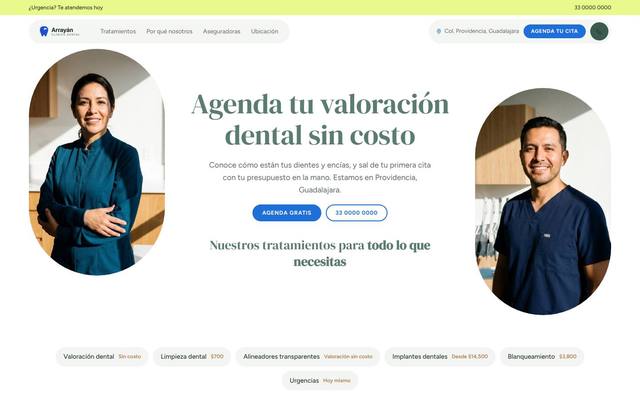 ¿Urgencia? Te atendemos hoy
33 0000 0000
Arrayán
Tratamientos
Por qué nosotros
Aseguradoras
Ubicación
Col. Providencia, Guadalajara
AGENDA TU CITA
Agenda tu valoración
dental sin costo
Conoce cómo están tus dientes y encías, y sal de tu primera cita
con tu presupuesto en la mano. Estamos en Providencia,
Guadalajara.
AGENDA GRATIS
33 0000 0000
Nuestros tratamientos para todo lo que
necesitas
Valoración dental Sin costo
Limpieza dental $700
Alineadores transparentes Valoración sin costo
Implantes dentales Desde $14,500
Blanqueamiento $3,800
Urgencias Hoy mismo